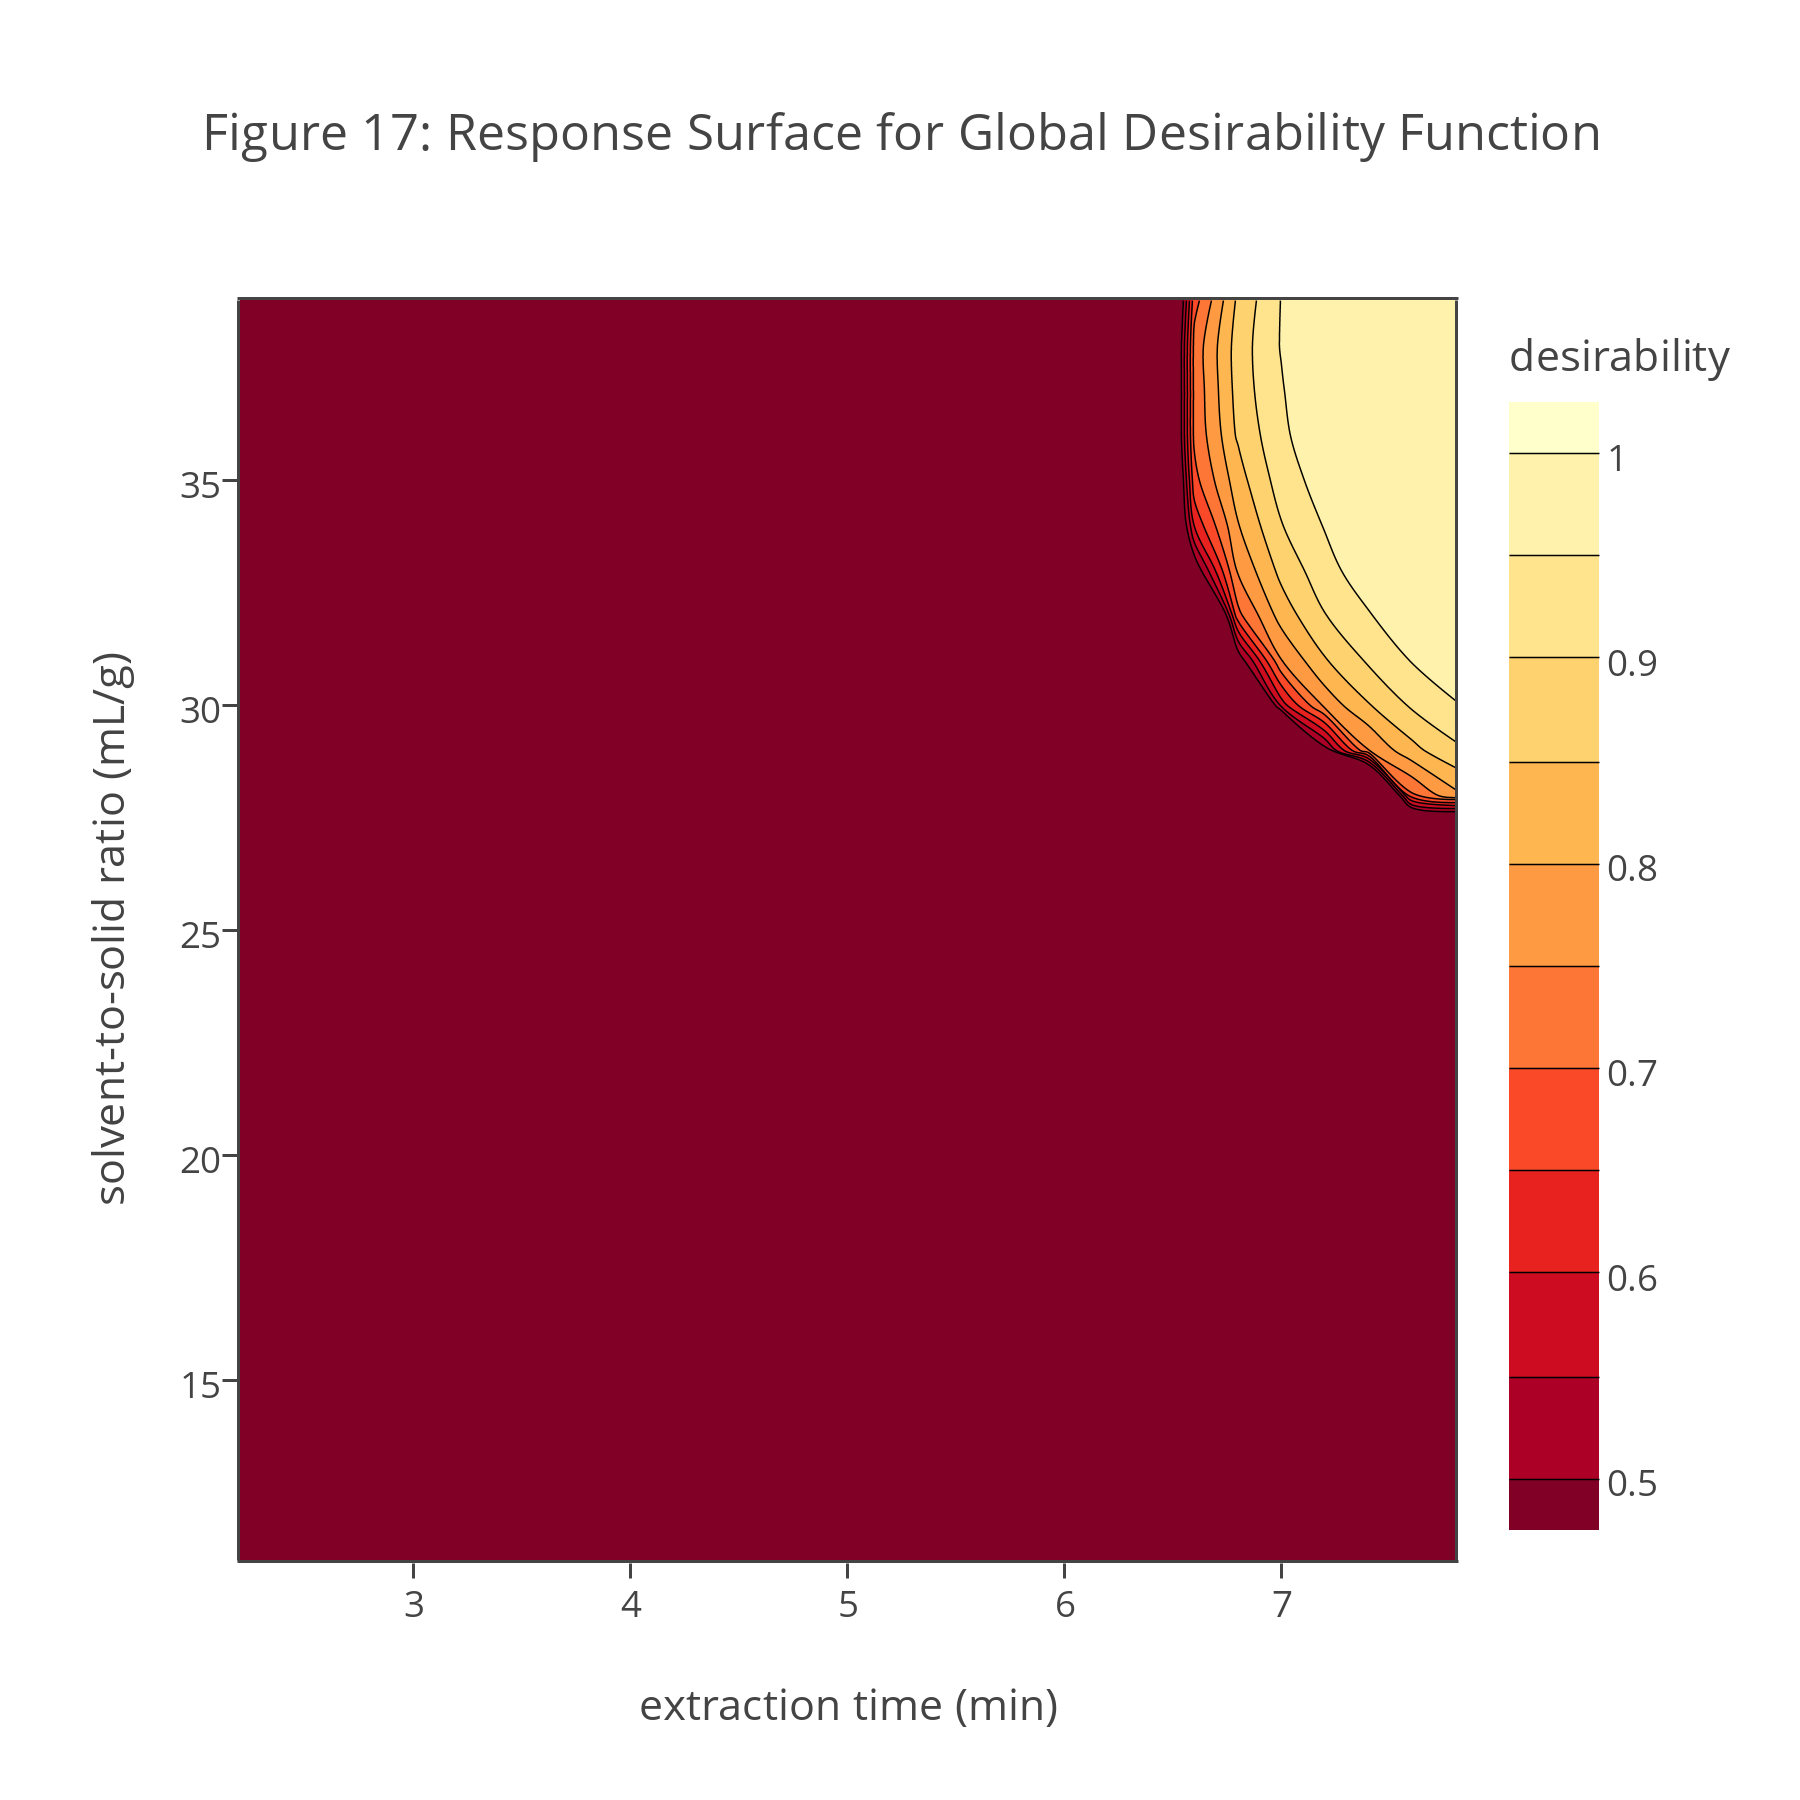 Figure 17: Response Surface for Global Desirability Function
desirability
1
0.9
0.8
0.7
0.6
0.5
35
30
25
20
15
solvent-to-solid ratio (mL/g)
3 4 5 6 7
extraction time (min)